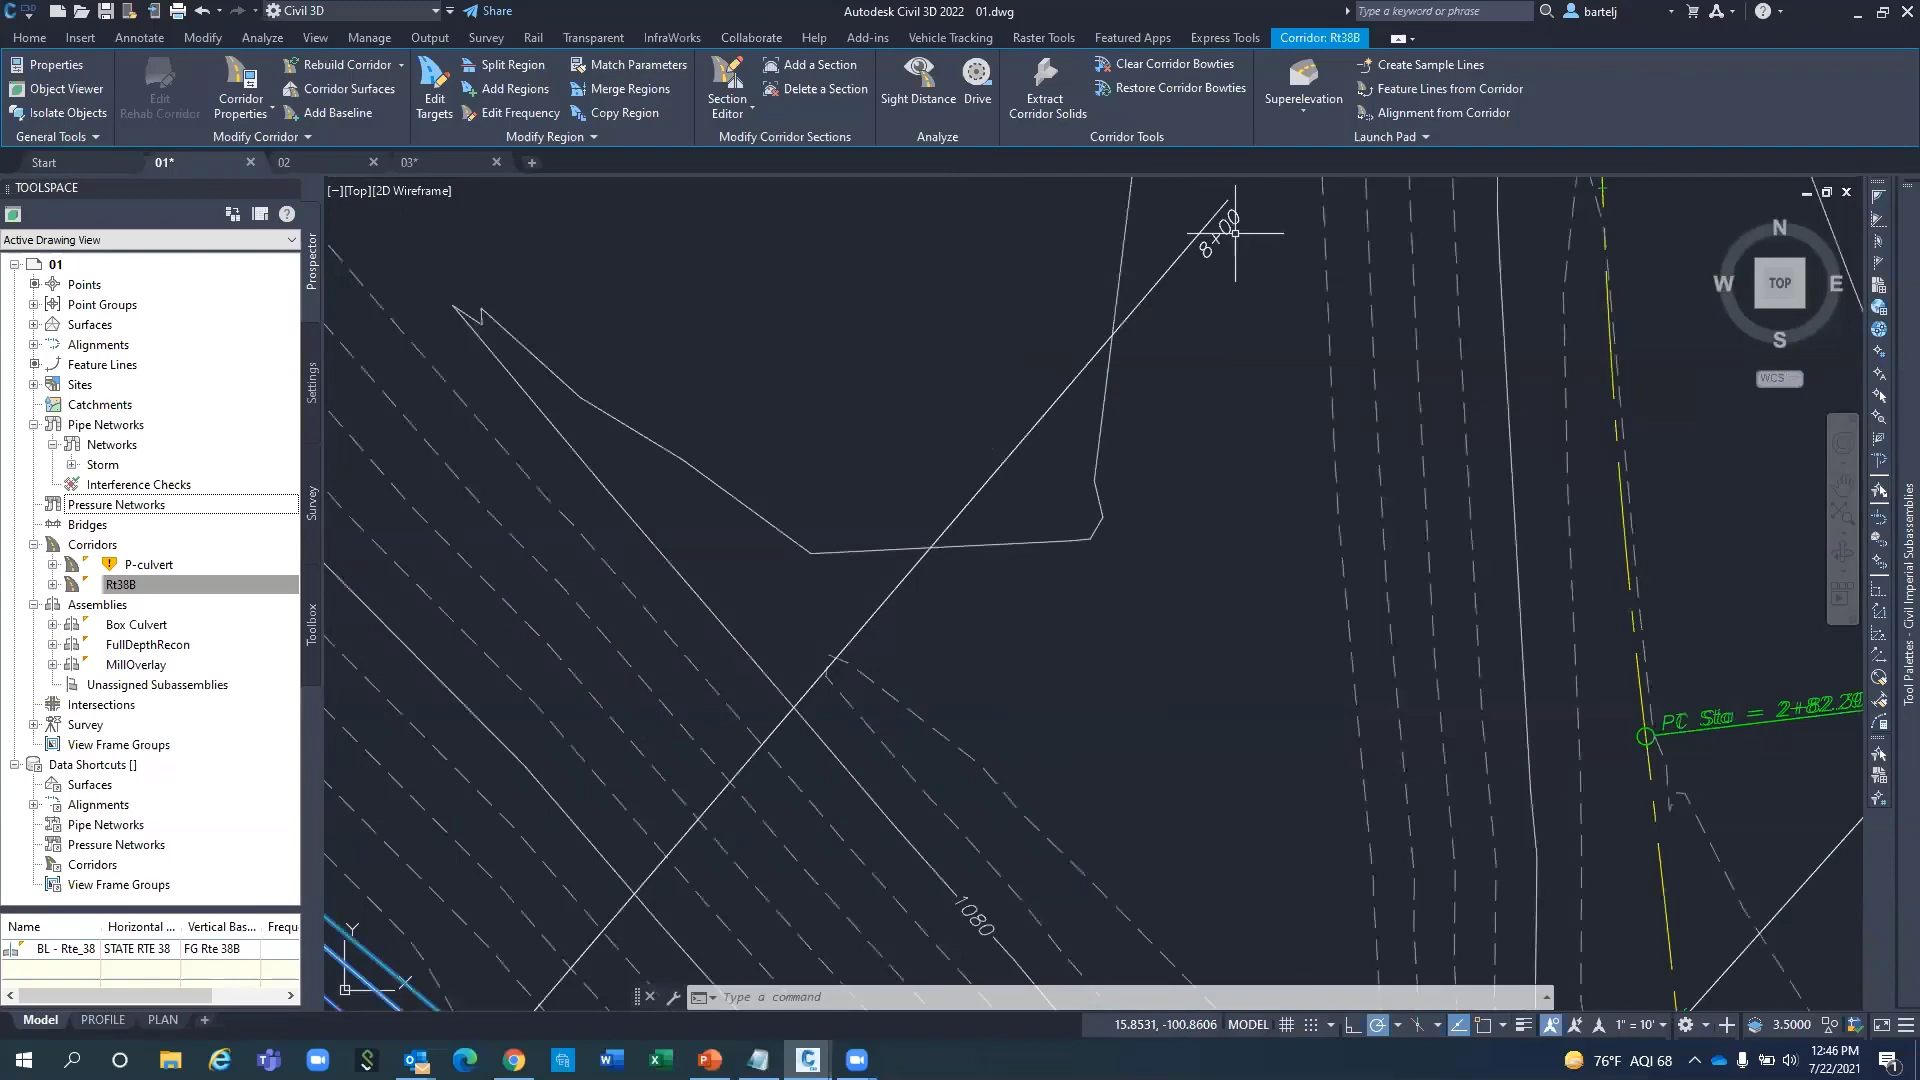 Civil 3D
Share
Autodesk Civil 3D 2022 01.dwg
Type a keyword or phrase
bartelj
Home Insert Annotate Modify Analyze View Manage Output Survey Rail Transparent InfraWorks Collaborate Help Add-ins Vehicle Tracking Raster Tools Featured Apps Express Tools Corridor: Rt38B
Properties
Object Viewer
Isolate Objects
General Tools
Edit
Rehab Corridor
Corridor
Properties
Rebuild Corridor
Corridor Surfaces
Add Baseline
Modify Corridor
Edit
Targets
Split Region
Add Regions
Edit Frequency
Match Parameters
Merge Regions
Copy Region
Modify Region
Section
Editor
Add a Section
Delete a Section
Modify Corridor Sections
Sight Distance
Drive
Analyze
Extract
Corridor Solids
Clear Corridor Bowties
Restore Corridor Bowties
Corridor Tools
Superelevation
Create Sample Lines
Feature Lines from Corridor
Alignment from Corridor
Launch Pad
Start 01* 02 03*
TOOLSPACE
Active Drawing View
01
Points
Point Groups
Surfaces
Alignments
Feature Lines
Sites
Catchments
Pipe Networks
Networks
Storm
Interference Checks
Pressure Networks
Bridges
Corridors
P-culvert
Rt38B
Assemblies
Box Culvert
FullDepthRecon
MillOverlay
Unassigned Subassemblies
Intersections
Survey
View Frame Groups
Data Shortcuts []
Surfaces
Alignments
Pipe Networks
Pressure Networks
Corridors
View Frame Groups
Prospector
Settings
Survey
Toolbox
Name Horizontal ... Vertical Bas... Frequ
BL - Rte_38 STATE RTE 38 FG Rte 38B
[−][Top][2D Wireframe]
8+00
1080
PC Sta = 2+82.29
N
W TOP E
S
WCS
Y
X
Tool Palettes - Civil Imperial Subassemblies
Type a command
Model PROFILE PLAN
15.8531, -100.8606 MODEL
1" = 10'
3.5000
76°F AQI 68
12:46 PM
7/22/2021